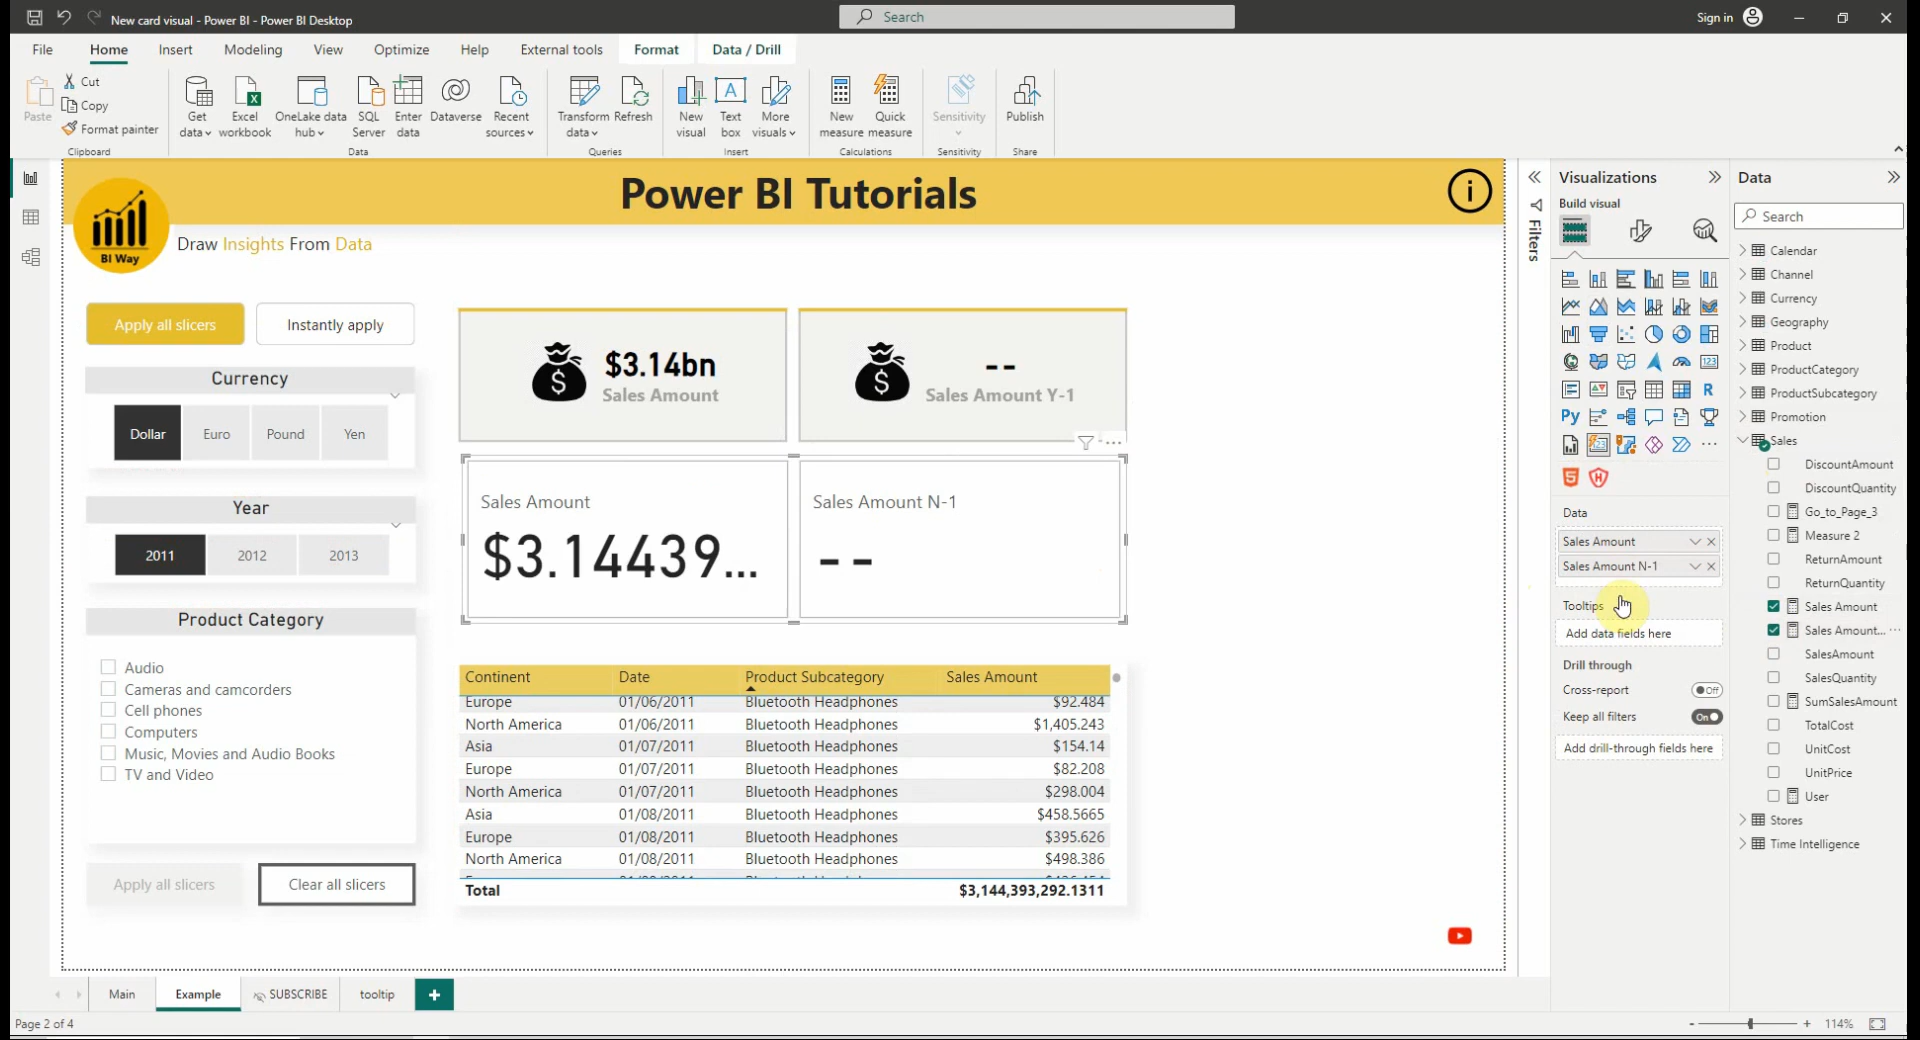 New card visual - Power BI - Power BI Desktop
Search
Sign in
File Home Insert Modeling View Optimize Help External tools Format Data / Drill
Paste
Cut
Copy
Format painter
Clipboard
Get data
Excel workbook
OneLake data hub
SQL Server
Enter data
Dataverse
Recent sources
Data
Transform data
Refresh
Queries
New visual
Text box
More visuals
Insert
New measure
Quick measure
Calculations
Sensitivity
Sensitivity
Publish
Share
Power BI Tutorials
BI Way
Draw Insights From Data
Apply all slicers
Instantly apply
Currency
Dollar Euro Pound Yen
Year
2011 2012 2013
Product Category
Audio
Cameras and camcorders
Cell phones
Computers
Music, Movies and Audio Books
TV and Video
Apply all slicers
Clear all slicers
$3.14bn
Sales Amount
--
Sales Amount Y-1
Sales Amount
$3.14439...
Sales Amount N-1
--
Continent Date Product Subcategory Sales Amount
Europe 01/06/2011 Bluetooth Headphones $92.484
North America 01/06/2011 Bluetooth Headphones $1,405.243
Asia 01/07/2011 Bluetooth Headphones $154.14
Europe 01/07/2011 Bluetooth Headphones $82.208
North America 01/07/2011 Bluetooth Headphones $298.004
Asia 01/08/2011 Bluetooth Headphones $458.5665
Europe 01/08/2011 Bluetooth Headphones $395.626
North America 01/08/2011 Bluetooth Headphones $498.386
Total $3,144,393,292.1311
Filters
Visualizations
Build visual
123
R
Py
Data
Sales Amount
Sales Amount N-1
Tooltips
Add data fields here
Drill through
Cross-report Off
Keep all filters On
Add drill-through fields here
Data
Search
Calendar
Channel
Currency
Geography
Product
ProductCategory
ProductSubcategory
Promotion
Sales
DiscountAmount
DiscountQuantity
Go_to_Page_3
Measure 2
ReturnAmount
ReturnQuantity
Sales Amount
Sales Amount... ...
SalesAmount
SalesQuantity
SumSalesAmount
TotalCost
UnitCost
UnitPrice
User
Stores
Time Intelligence
Main Example SUBSCRIBE tooltip +
Page 2 of 4
- + 114%